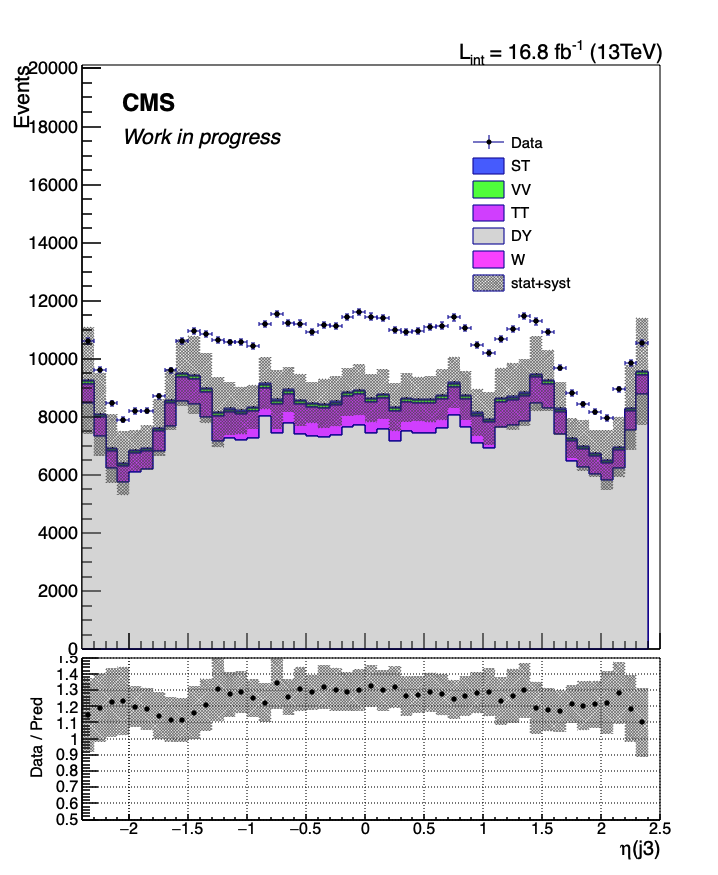 L_int = 16.8 fb^-1 (13TeV)
Events
20000
18000
16000
14000
12000
10000
8000
6000
4000
2000
0
CMS
Work in progress
Data
ST
VV
TT
DY
W
stat+syst
Data / Pred
1.5
1.4
1.3
1.2
1.1
1
0.9
0.8
0.7
0.6
0.5
−2 −1.5 −1 −0.5 0 0.5 1 1.5 2 2.5
η(j3)